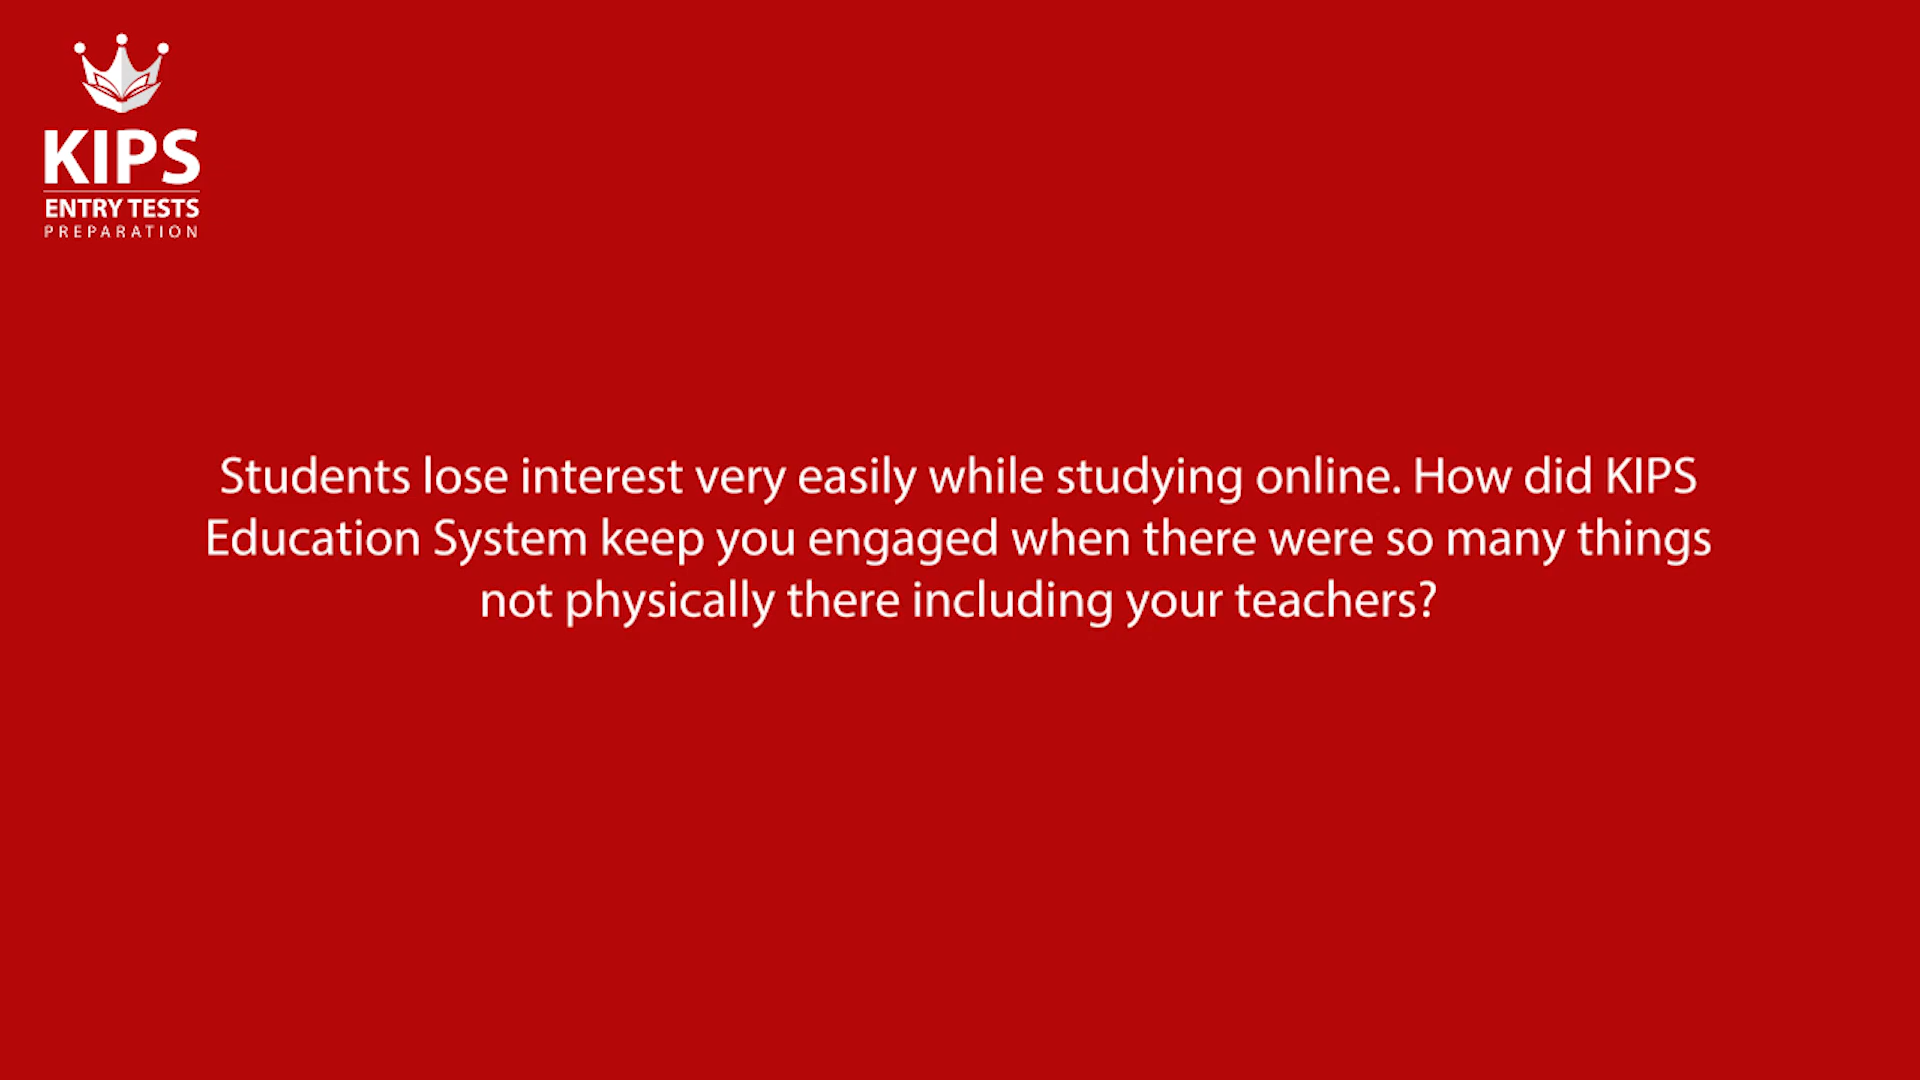 KIPS
ENTRY TESTS
PREPARATION
Students lose interest very easily while studying online. How did KIPS
Education System keep you engaged when there were so many things
not physically there including your teachers?